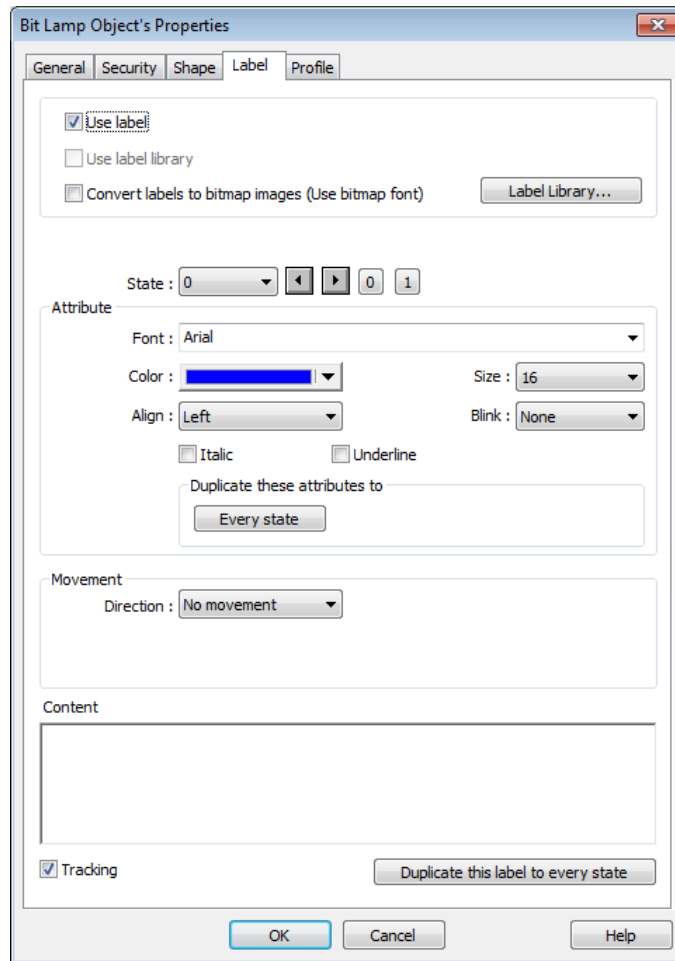 Bit Lamp Object's Properties
General Security Shape Label Profile
Use label
Use label library
Convert labels to bitmap images (Use bitmap font) Label Library...
State : 0 0 1
Attribute
Font : Arial
Color : Size : 16
Align : Left Blink : None
Italic Underline
Duplicate these attributes to
Every state
Movement
Direction : No movement
Content
Tracking Duplicate this label to every state
OK Cancel Help